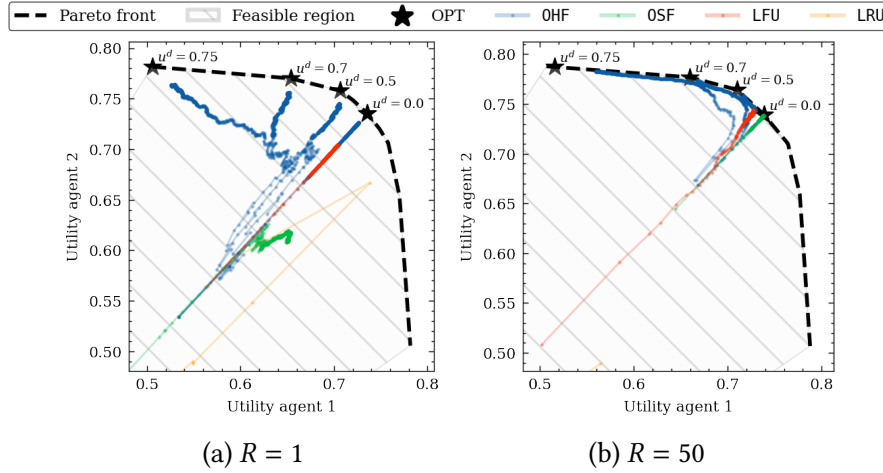 Pareto front Feasible region OPT OHF OSF LFU LRU
0.80
0.75
0.70
0.65
0.60
0.55
0.50
Utility agent 2
u^d = 0.75
u^d = 0.7
u^d = 0.5
u^d = 0.0
0.5 0.6 0.7 0.8
Utility agent 1
(a) R = 1
0.80
0.75
0.70
0.65
0.60
0.55
0.50
Utility agent 2
u^d = 0.75
u^d = 0.7
u^d = 0.5
u^d = 0.0
0.5 0.6 0.7 0.8
Utility agent 1
(b) R = 50